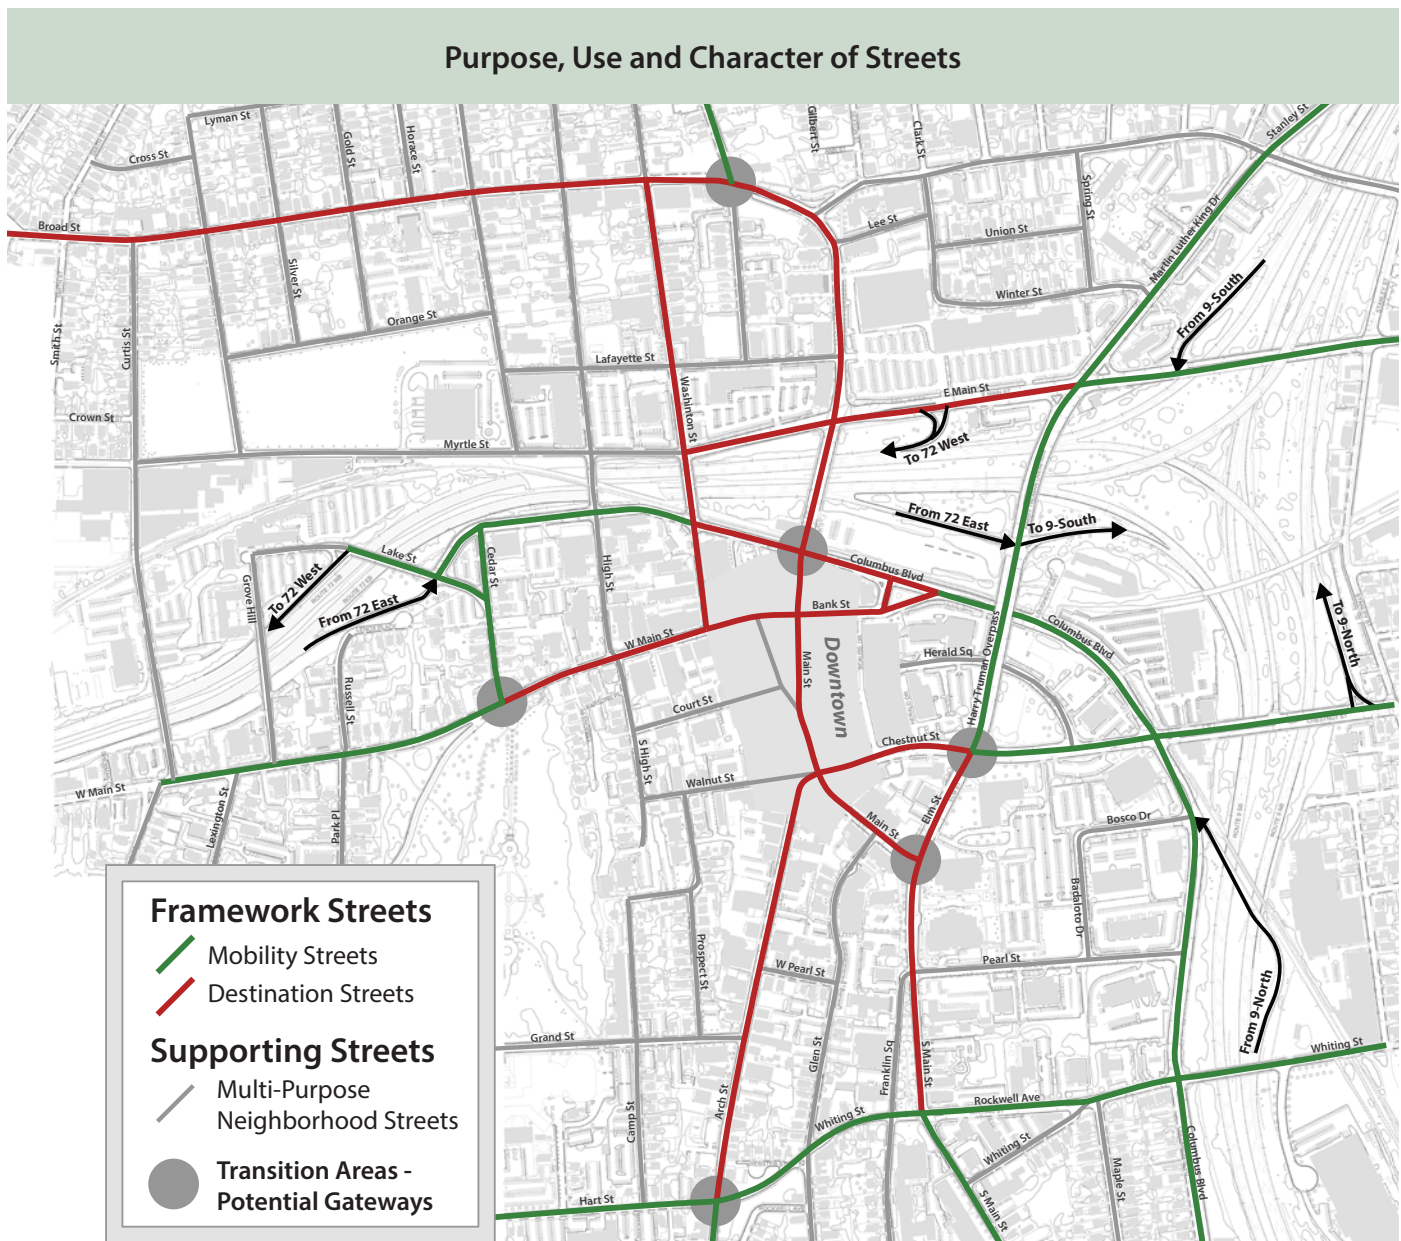 Purpose, Use and Character of Streets
Lyman St
Cross St
Gold St
Horace St
Gilbert St
Clark St
Stanley St
Broad St
Lee St
Union St
Spring St
Martin Luther King Dr
Silver St
Winter St
From 9-South
Orange St
Smith St
Curtis St
Lafayette St
E Main St
Washinton St
Crown St
Myrtle St
To 72 West
From 72 East
To 9-South
Lake St
Cedar St
High St
Columbus Blvd
Grove Hill
To 72 West
From 72 East
Bank St
W Main St
Main St
Downtown
Herald Sq
Harry Truman Overpass
Columbus Blvd
To 9-North
Russell St
Court St
Chestnut St
S High St
Walnut St
W Main St
Lexington St
Park Pl
Main St
Elm St
Bosco Dr
Badaloto Dr
Prospect St
W Pearl St
Pearl St
From 9-North
Grand St
Glen St
Franklin Sq
S Main St
Whiting St
Arch St
Camp St
Rockwell Ave
Whiting St
Whiting St
Maple St
Columbus Blvd
Hart St
S Main St
Framework Streets
Mobility Streets
Destination Streets
Supporting Streets
Multi-Purpose
Neighborhood Streets
Transition Areas -
Potential Gateways